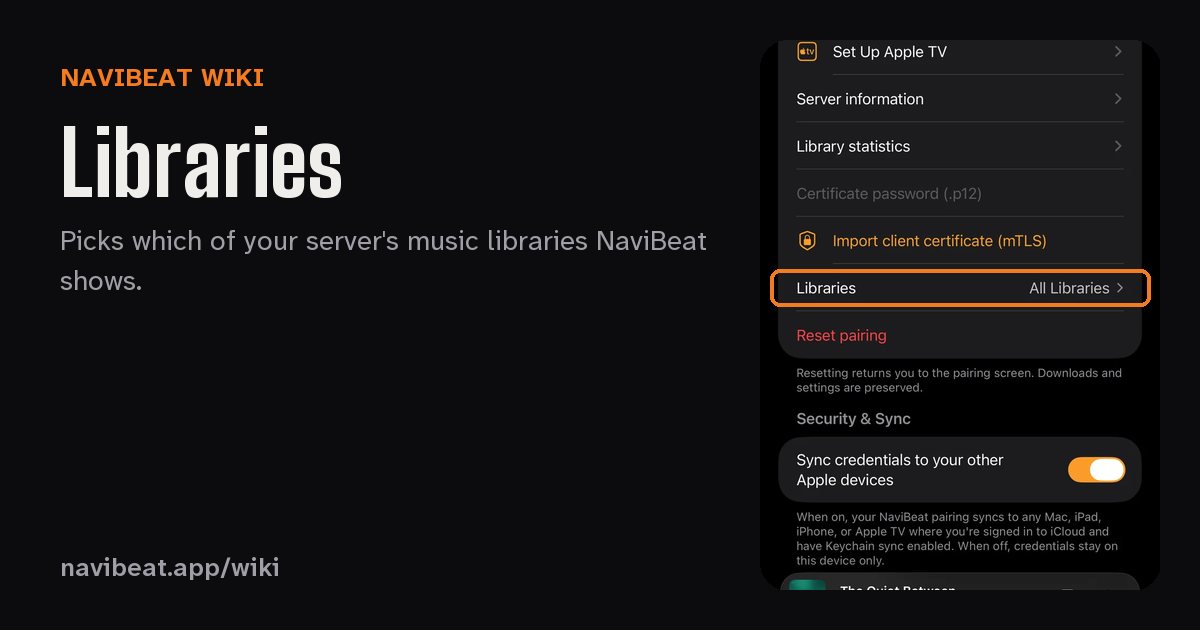 NAVIBEAT WIKI
Libraries
Picks which of your server's music libraries NaviBeat
shows.
navibeat.app/wiki
tv
Set Up Apple TV
Server information
Library statistics
Certificate password (.p12)
Import client certificate (mTLS)
Libraries All Libraries
Reset pairing
Resetting returns you to the pairing screen. Downloads and
settings are preserved.
Security & Sync
Sync credentials to your other
Apple devices
When on, your NaviBeat pairing syncs to any Mac, iPad,
iPhone, or Apple TV where you're signed in to iCloud and
have Keychain sync enabled. When off, credentials stay on
this device only.
The Quiet Between